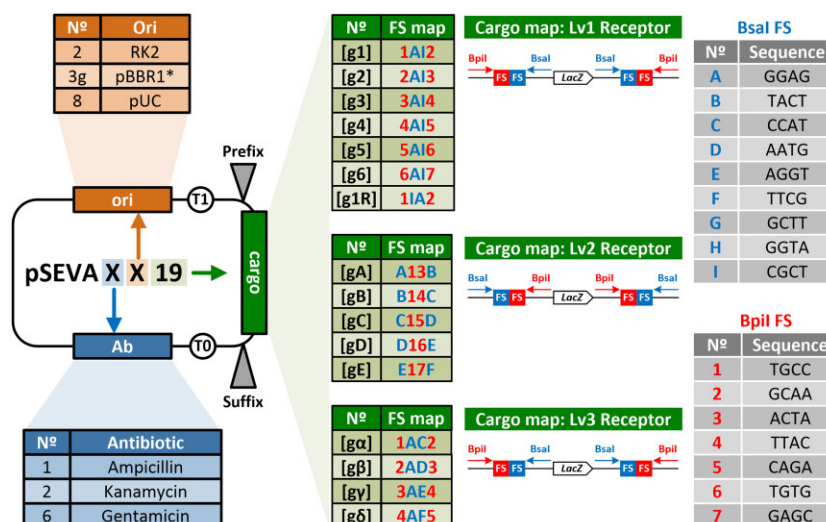 Nº Ori
2 RK2
3g pBBR1*
8 pUC
Prefix
ori
T1
cargo
pSEVA X X 19
Ab
T0
Suffix
Nº Antibiotic
1 Ampicillin
2 Kanamycin
6 Gentamicin
Nº FS map
[g1] 1AI2
[g2] 2AI3
[g3] 3AI4
[g4] 4AI5
[g5] 5AI6
[g6] 6AI7
[g1R] 1IA2
Cargo map: Lv1 Receptor
BpiI BsaI BsaI BpiI
FS FS LacZ FS FS
Nº FS map
[gA] A13B
[gB] B14C
[gC] C15D
[gD] D16E
[gE] E17F
Cargo map: Lv2 Receptor
BsaI BpiI BpiI BsaI
FS FS LacZ FS FS
Nº FS map
[gα] 1AC2
[gβ] 2AD3
[gγ] 3AE4
[gδ] 4AF5
Cargo map: Lv3 Receptor
BpiI BsaI BsaI BpiI
FS FS LacZ FS FS
BsaI FS
Nº Sequence
A GGAG
B TACT
C CCAT
D AATG
E AGGT
F TTCG
G GCTT
H GGTA
I CGCT
BpiI FS
Nº Sequence
1 TGCC
2 GCAA
3 ACTA
4 TTAC
5 CAGA
6 TGTG
7 GAGC